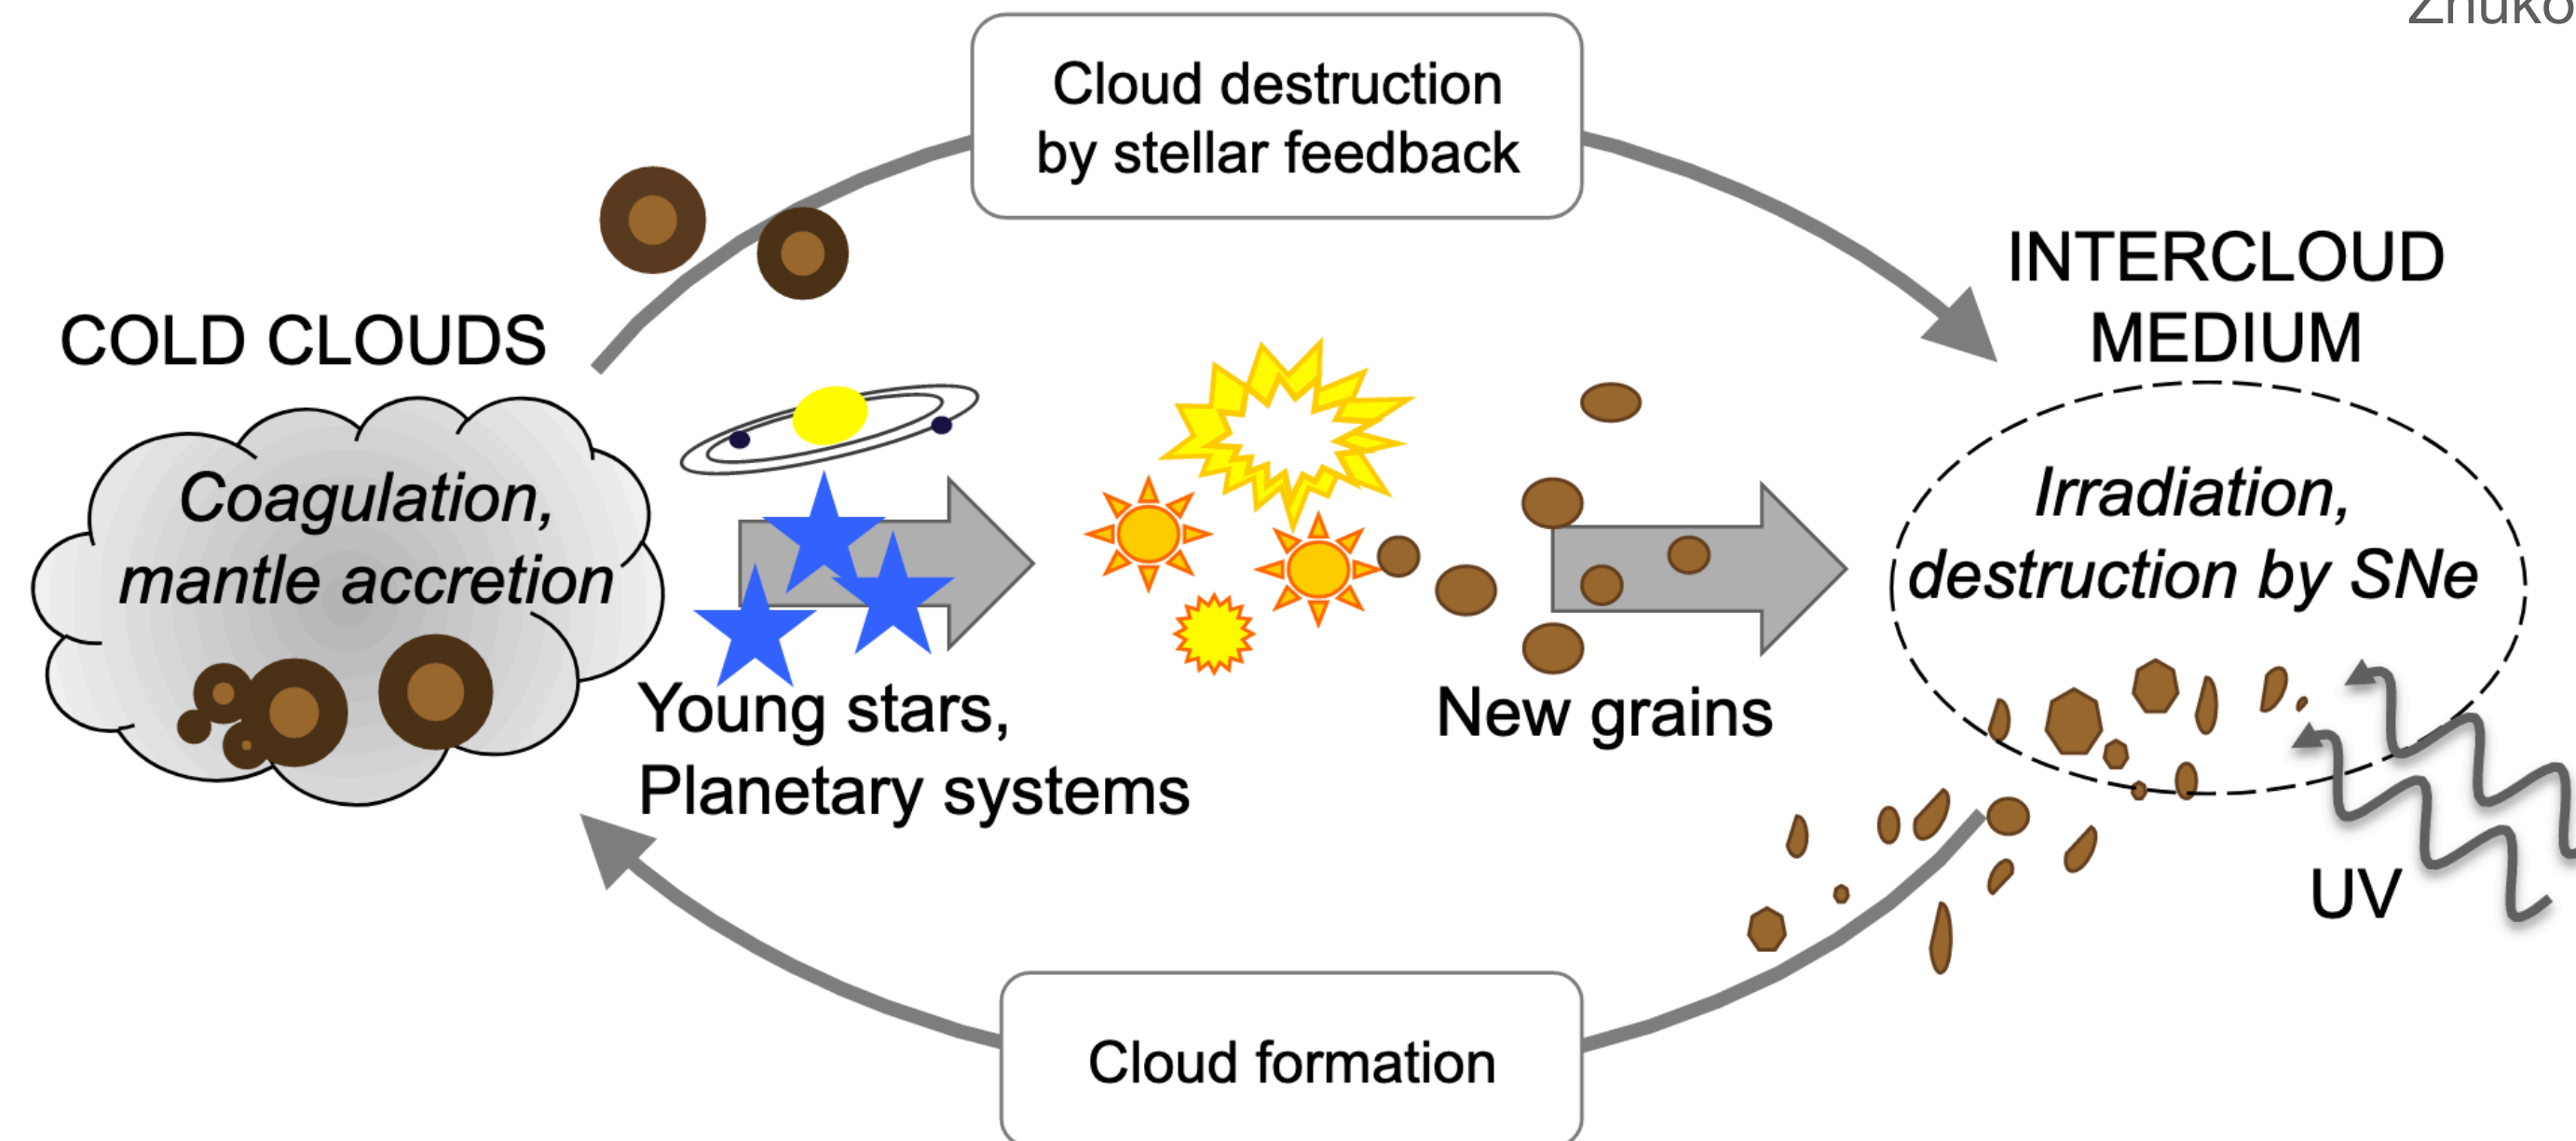 Zhuko
Cloud destruction
by stellar feedback
INTERCLOUD
MEDIUM
COLD CLOUDS
Coagulation,
mantle accretion
Irradiation,
destruction by SNe
Young stars,
Planetary systems
New grains
UV
Cloud formation